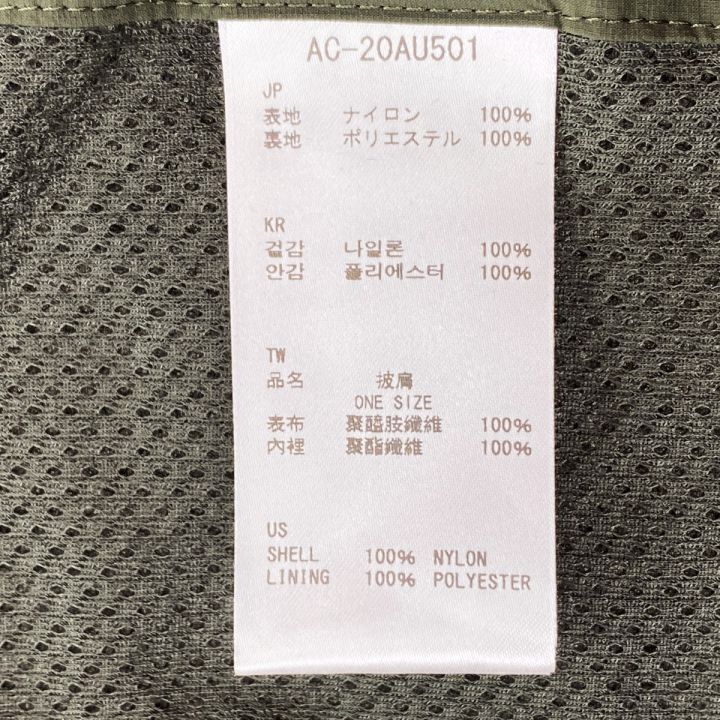 AC-20AU501
JP
表地 ナイロン 100%
裏地 ポリエステル 100%
KR
겉감 나일론 100%
안감 폴리에스터 100%
TW
品名 披肩
ONE SIZE
表布 聚醯胺纖維 100%
內裡 聚酯纖維 100%
US
SHELL 100% NYLON
LINING 100% POLYESTER